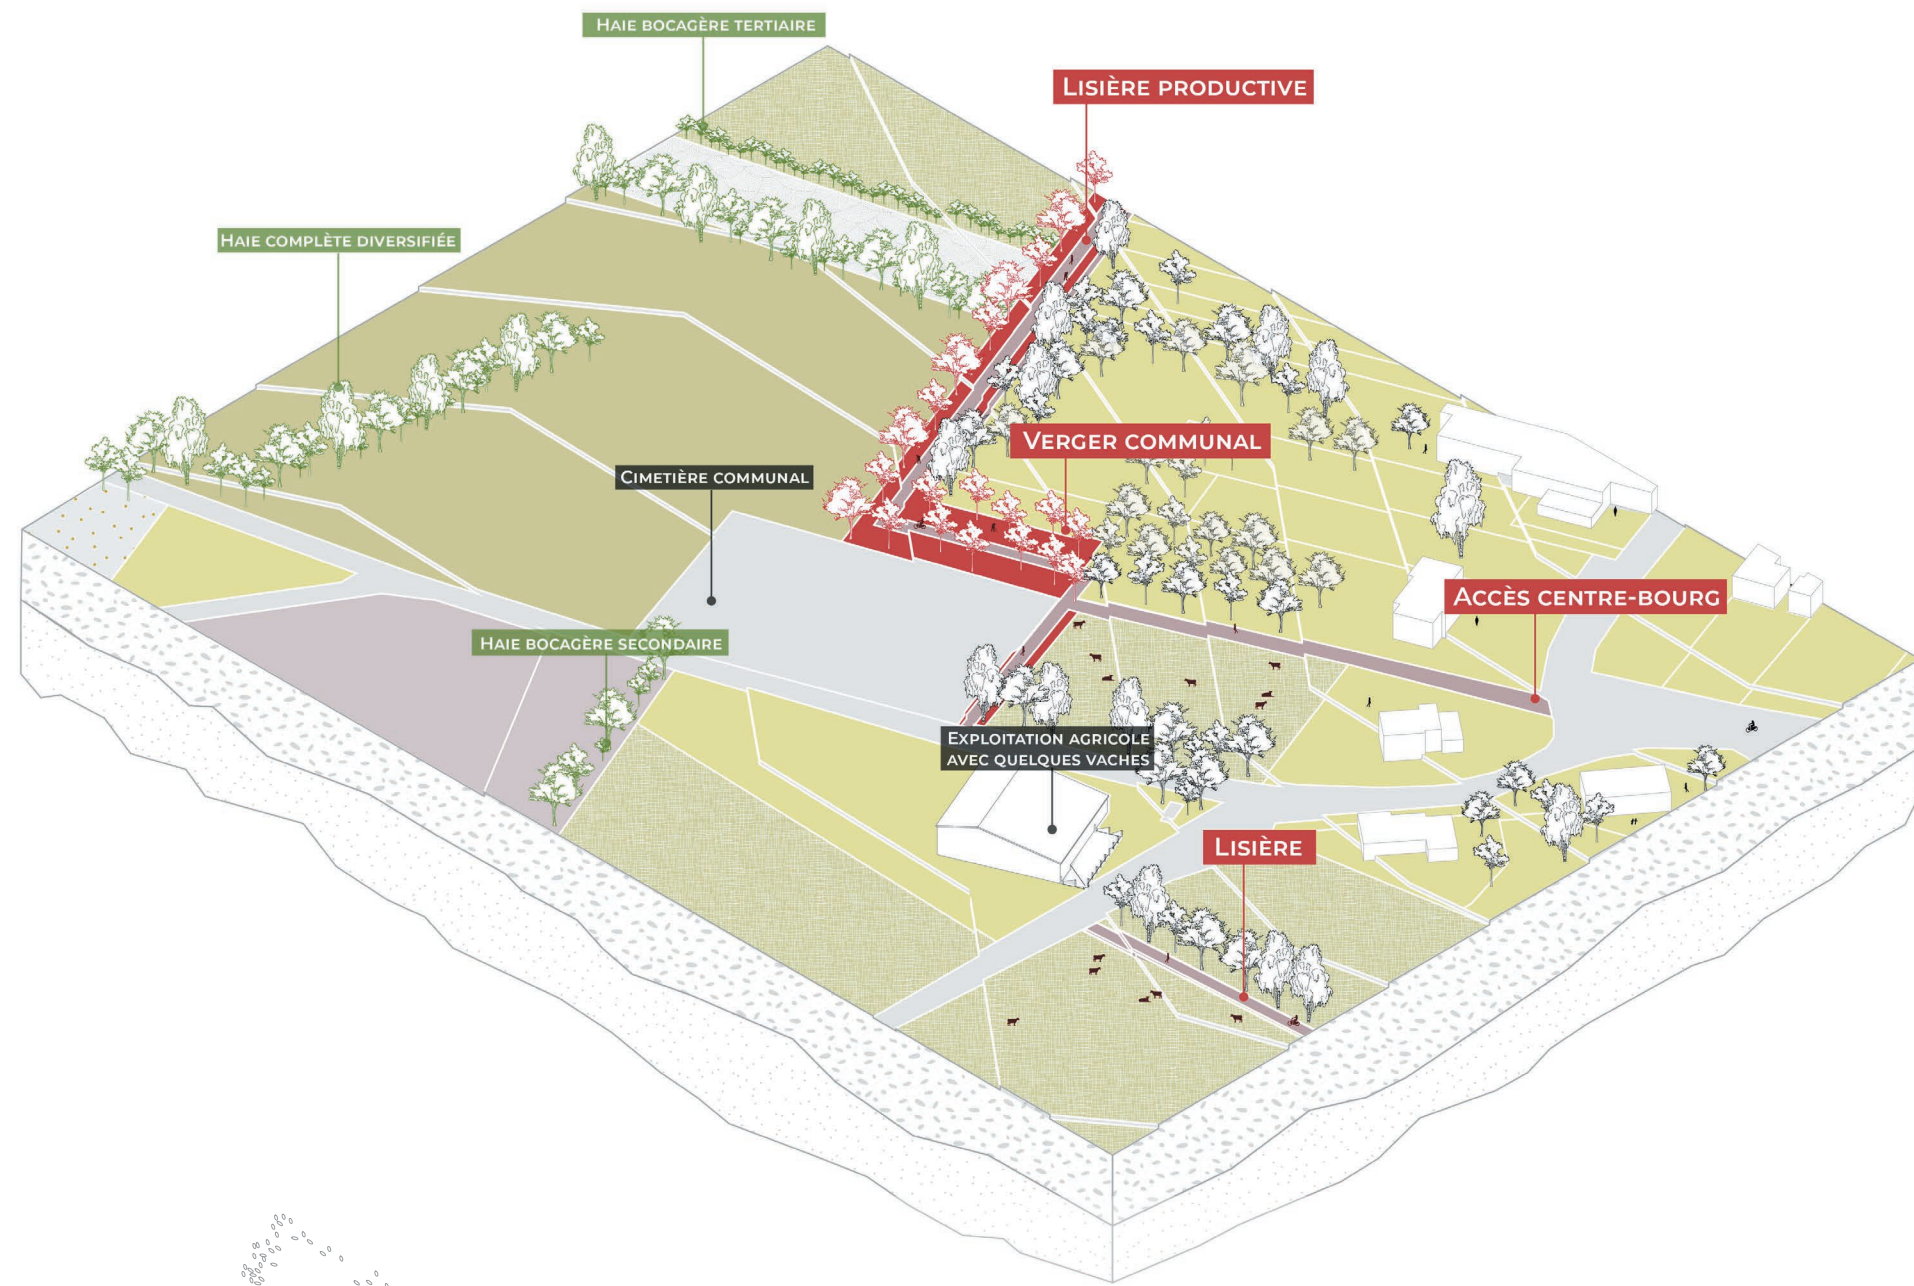 HAIE BOCAGÈRE TERTIAIRE
LISIÈRE PRODUCTIVE
HAIE COMPLÈTE DIVERSIFIÉE
VERGER COMMUNAL
CIMETIÈRE COMMUNAL
ACCÈS CENTRE-BOURG
HAIE BOCAGÈRE SECONDAIRE
EXPLOITATION AGRICOLE
AVEC QUELQUES VACHES
LISIÈRE